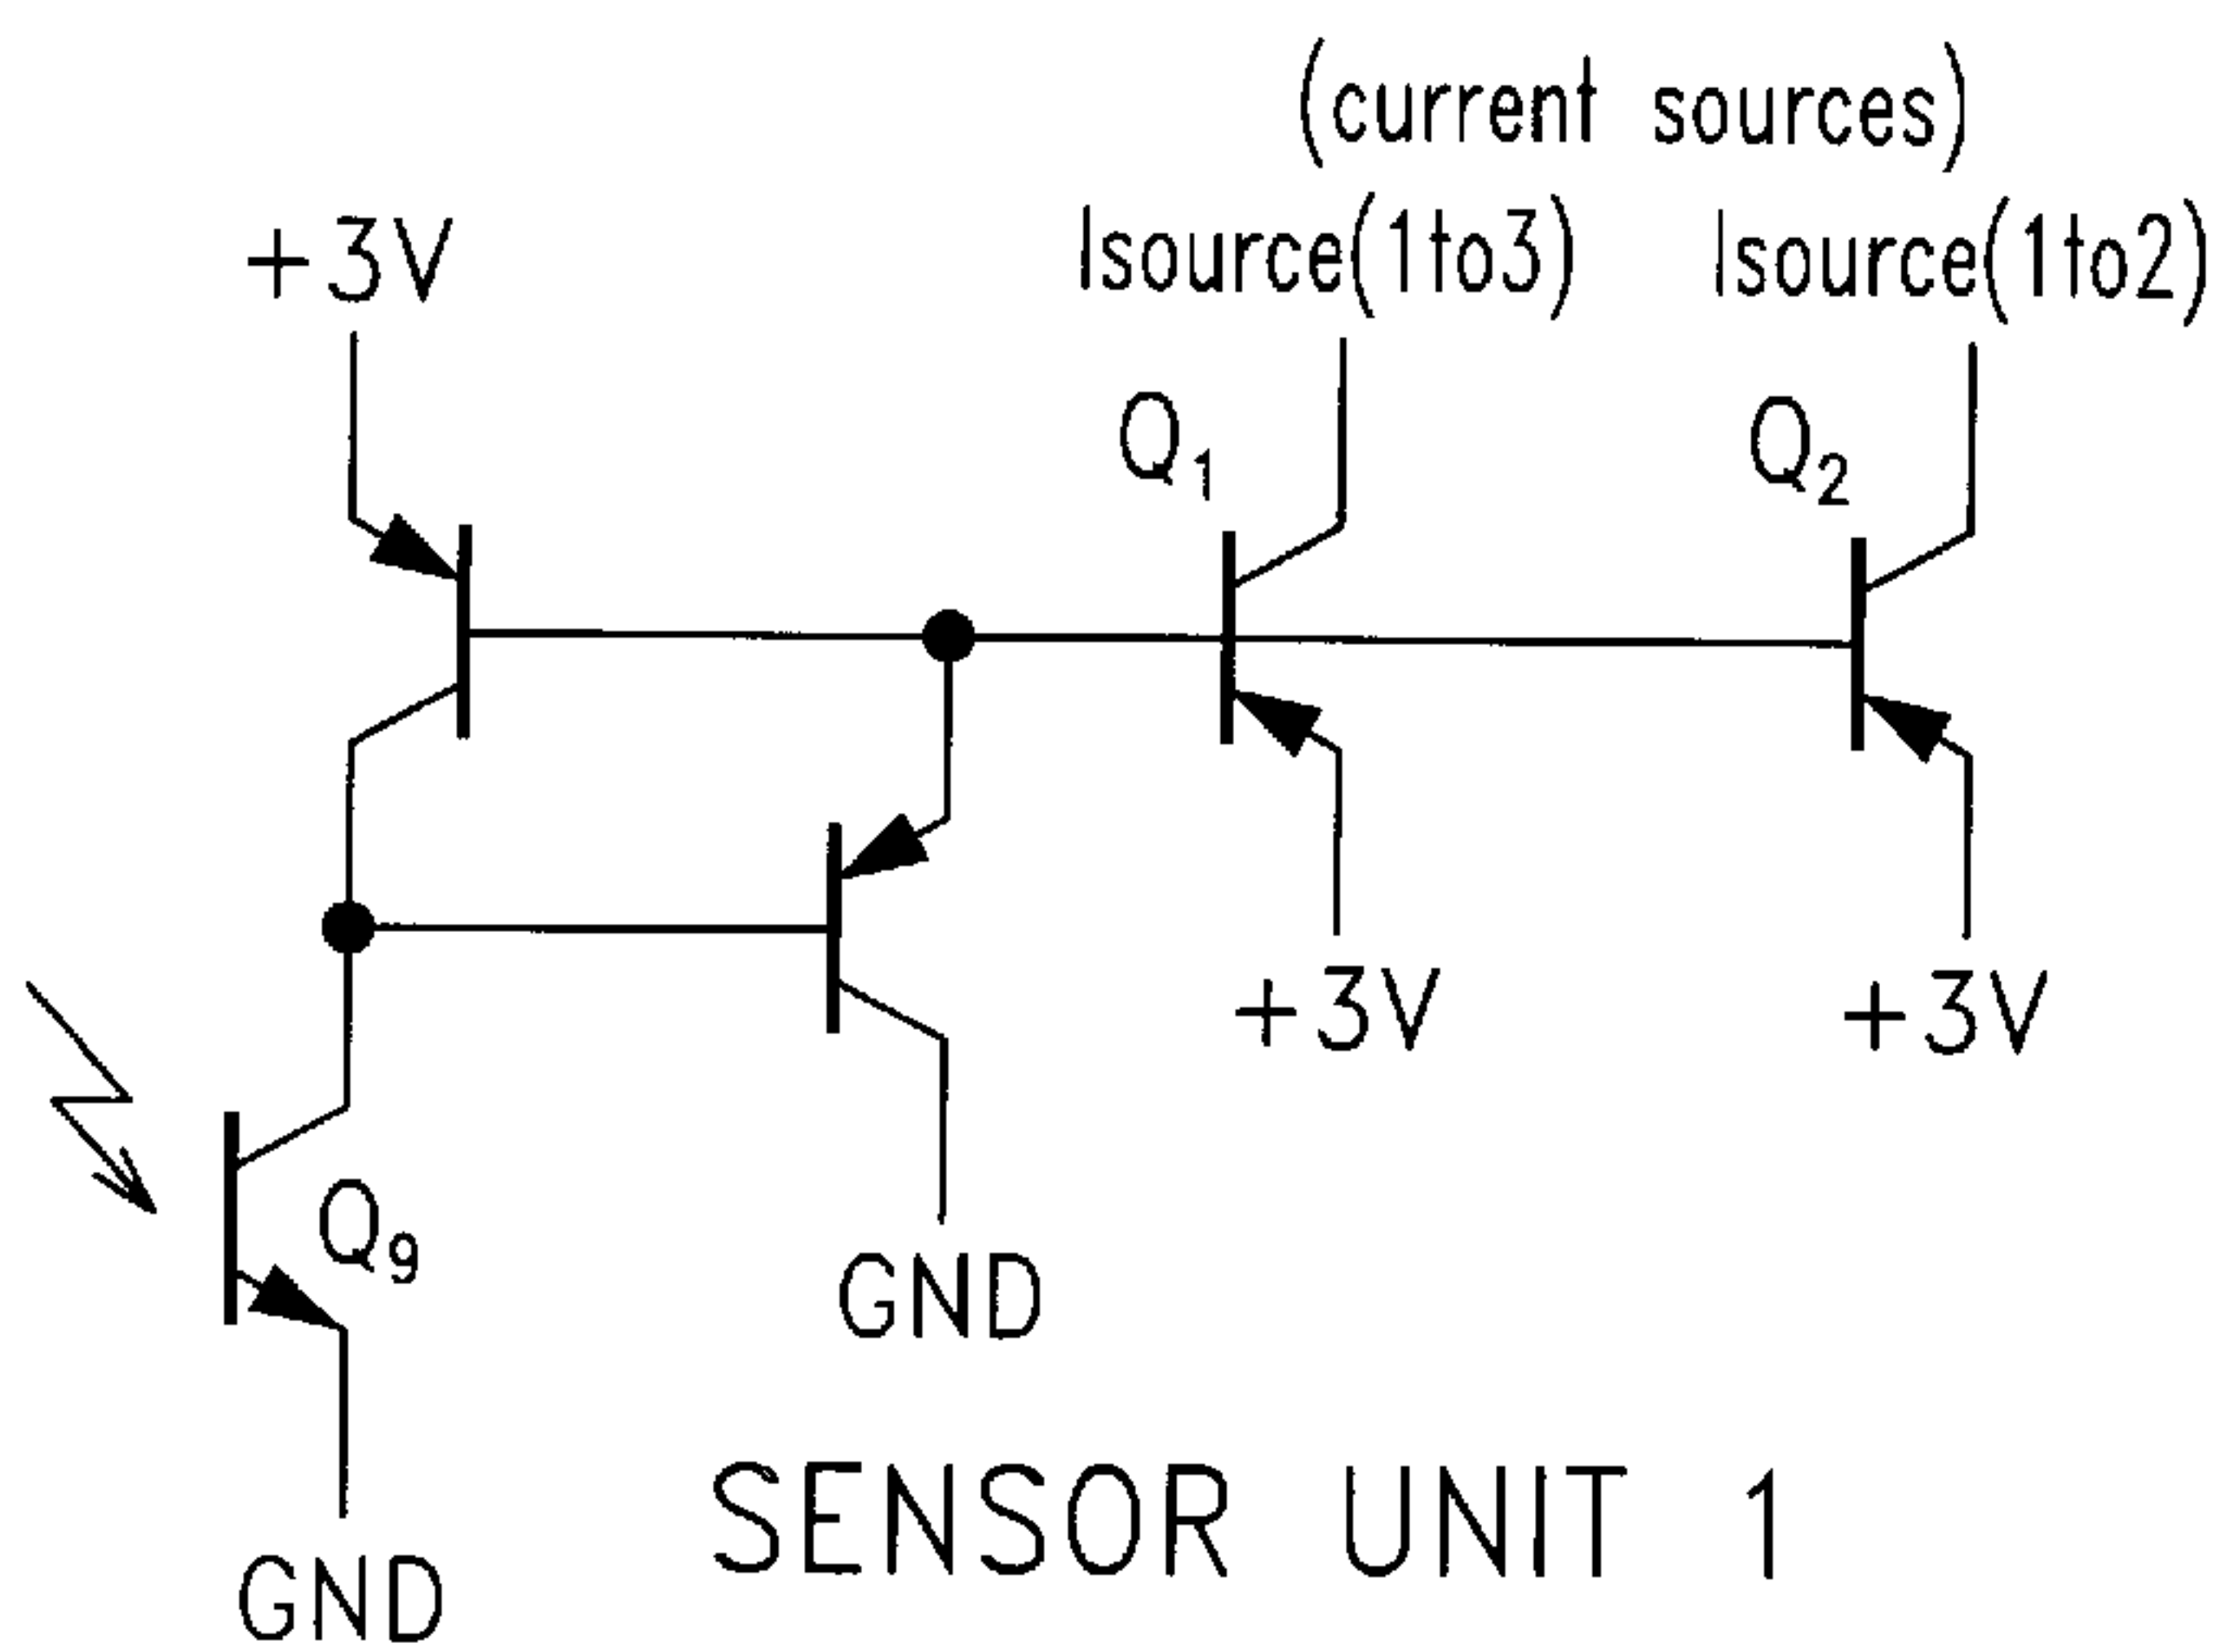 (current sources)
+3V
Isource(1to3)
Isource(1to2)
Q1
Q2
+3V
+3V
Q9
GND
SENSOR UNIT 1
GND